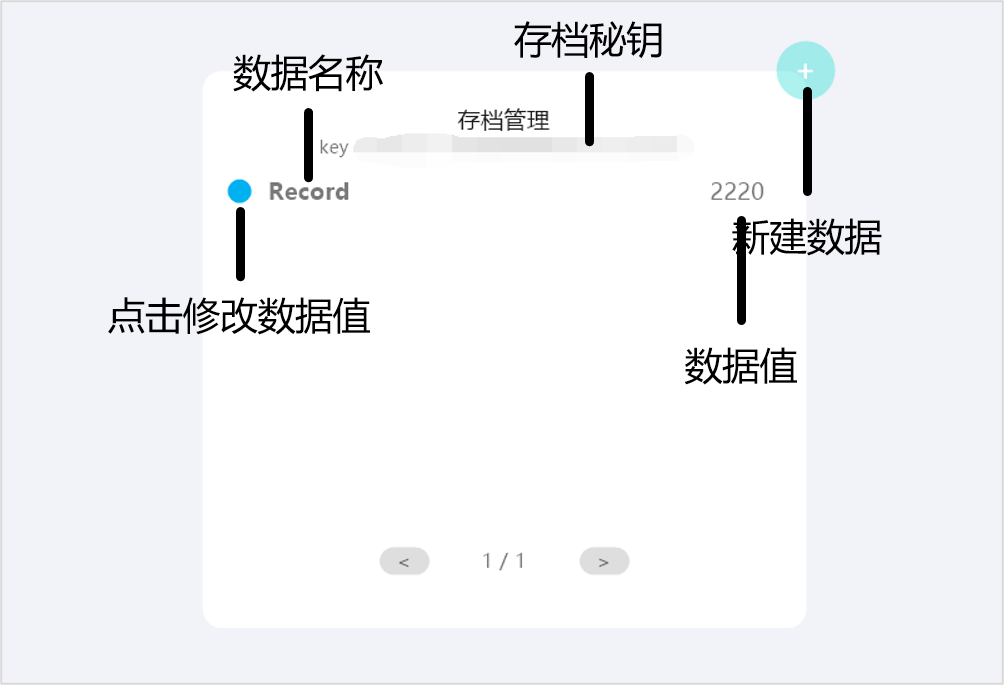 存档秘钥
数据名称
+
存档管理
key
Record
2220
新建数据
点击修改数据值
数据值
< 1 / 1 >